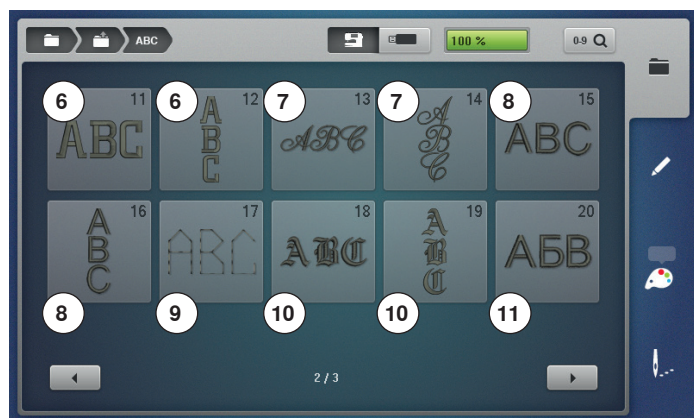 ABC 100 % 0-9
6 11 6 12 7 13 7 14 8 15
ABC A B C ABC A B C ABC
16 17 18 19 20
A B C ABC ABC A B C АБВ
8 9 10 10 11
2 / 3